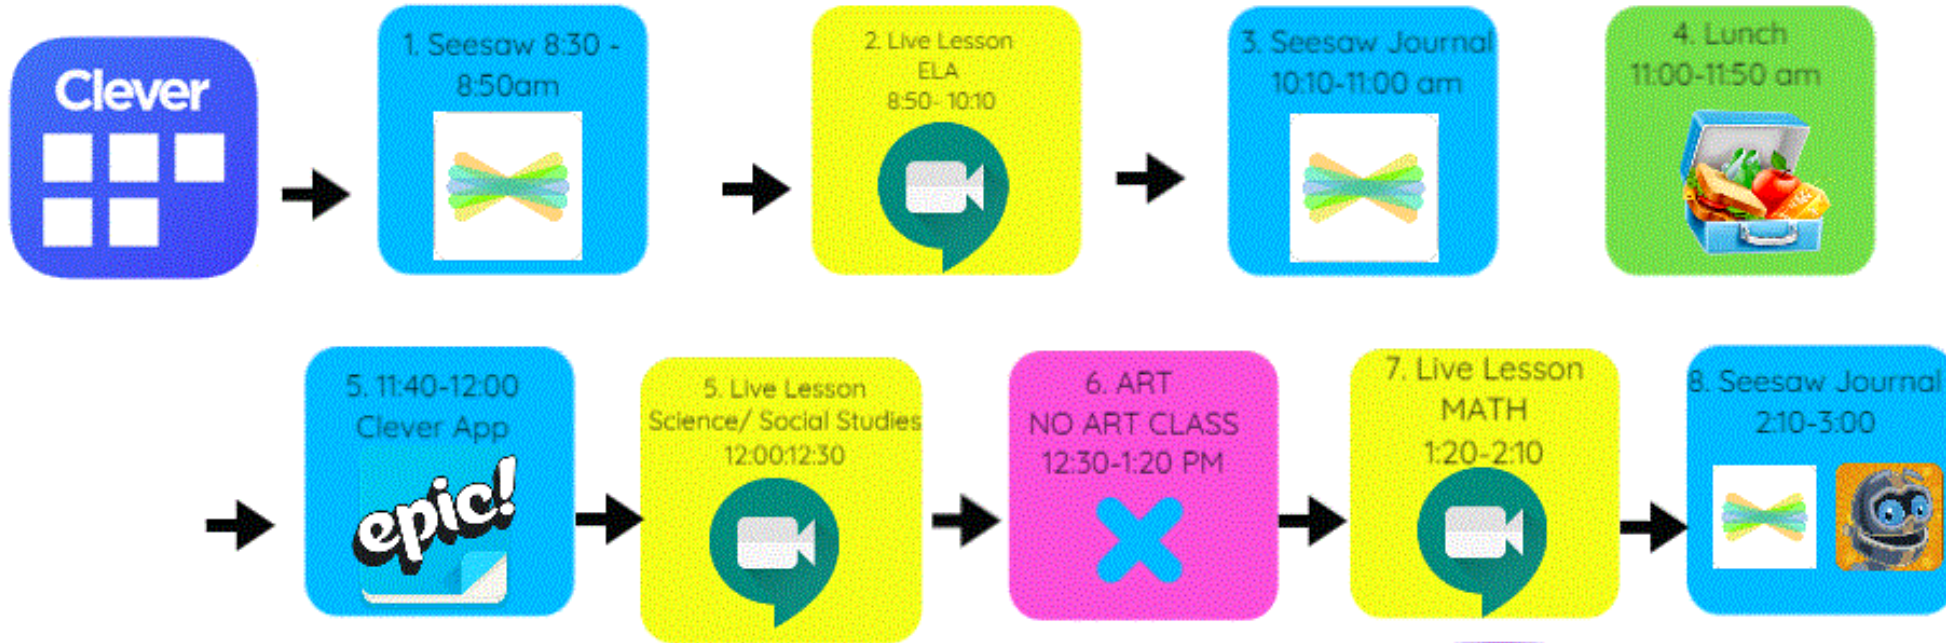 Clever
1. Seesaw 8:30 -
8:50am
2. Live Lesson
ELA
8:50- 10:10
3. Seesaw Journal
10:10-11:00 am
4. Lunch
11:00-11:50 am
5. 11:40-12:00
Clever App
epic!
5. Live Lesson
Science/ Social Studies
12:00:12:30
6. ART
NO ART CLASS
12:30-1:20 PM
7. Live Lesson
MATH
1:20-2:10
8. Seesaw Journal
2:10-3:00